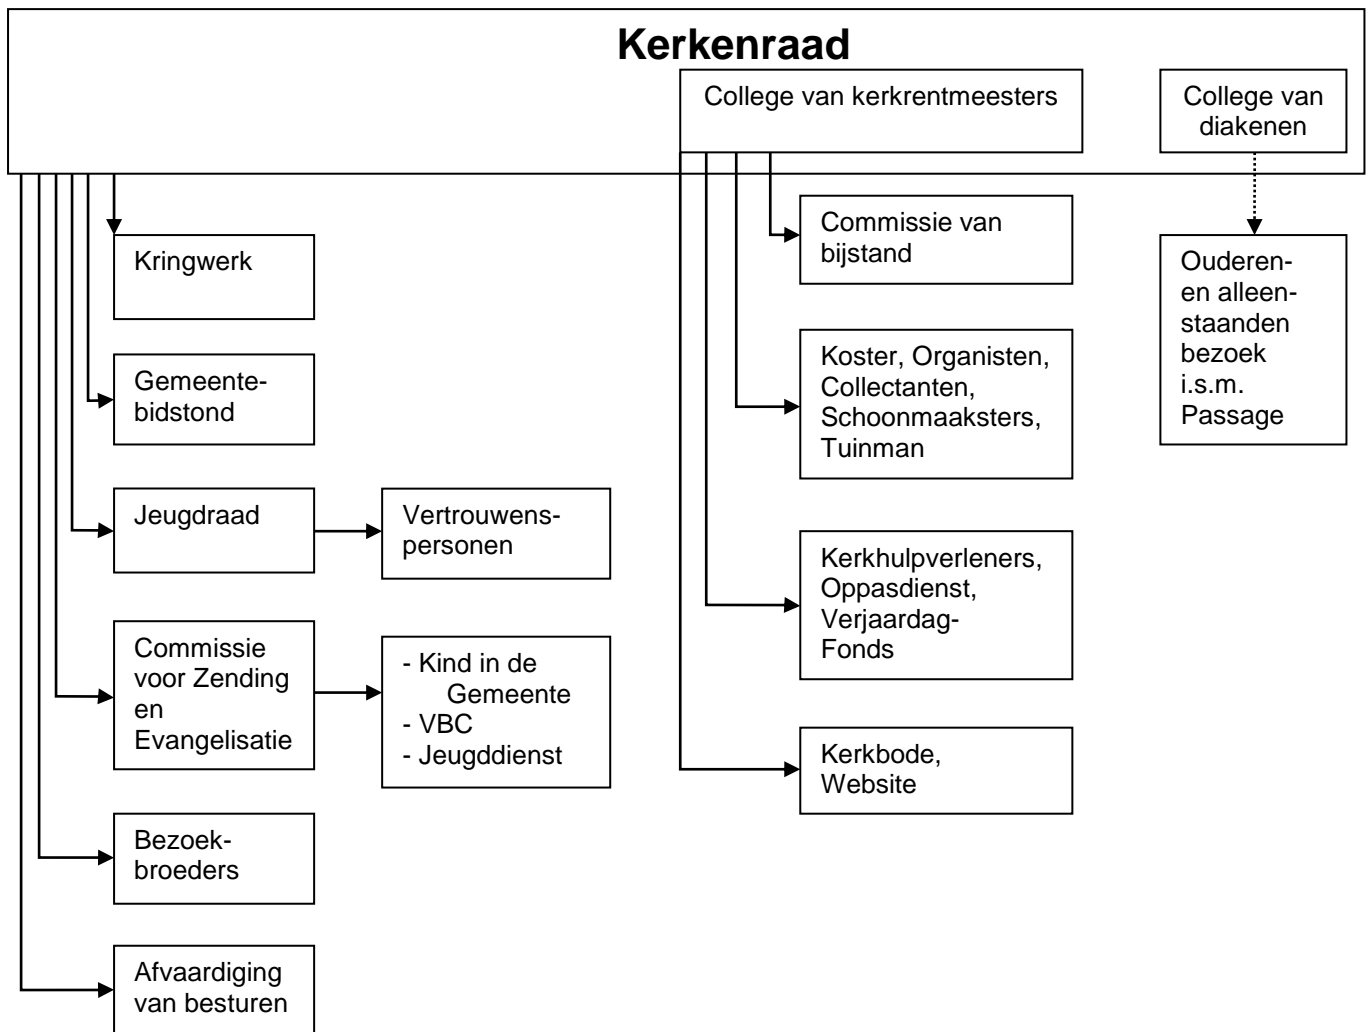 Kerkenraad
College van kerkrentmeesters
College van
diakenen
Kringwerk
Gemeente-
bidstond
Jeugdraad
Vertrouwens-
personen
Commissie
voor Zending
en
Evangelisatie
- Kind in de
Gemeente
- VBC
- Jeugddienst
Bezoek-
broeders
Afvaardiging
van besturen
Commissie van
bijstand
Koster, Organisten,
Collectanten,
Schoonmaaksters,
Tuinman
Kerkhulpverleners,
Oppasdienst,
Verjaardag-
Fonds
Kerkbode,
Website
Ouderen-
en alleen-
staanden
bezoek
i.s.m.
Passage